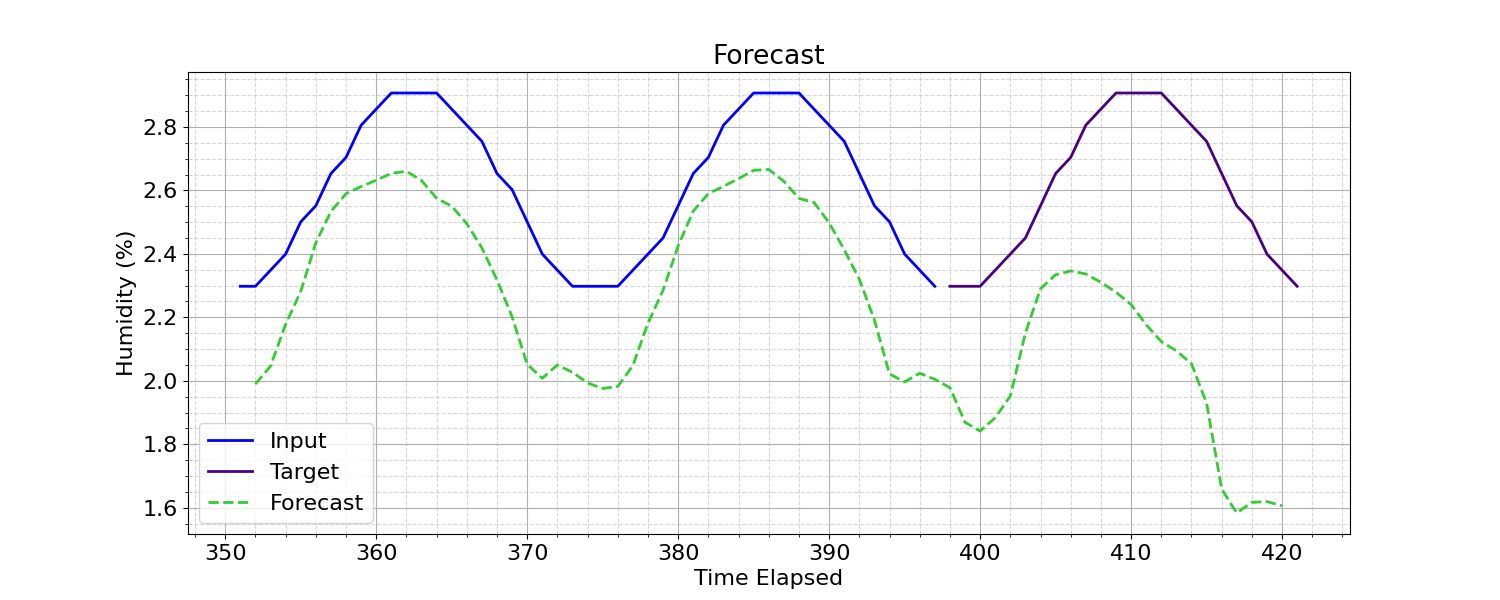 Forecast
Humidity (%)
2.8
2.6
2.4
2.2
2.0
1.8
1.6
Input
Target
Forecast
350 360 370 380 390 400 410 420
Time Elapsed